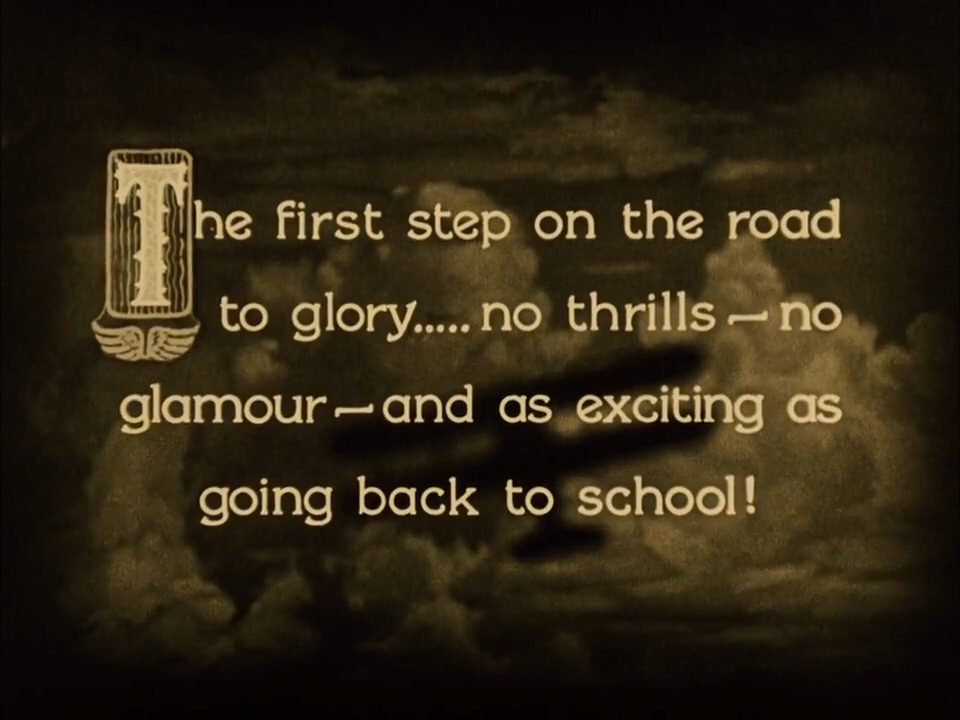 The first step on the road
to glory..... no thrills — no
glamour — and as exciting as
going back to school!